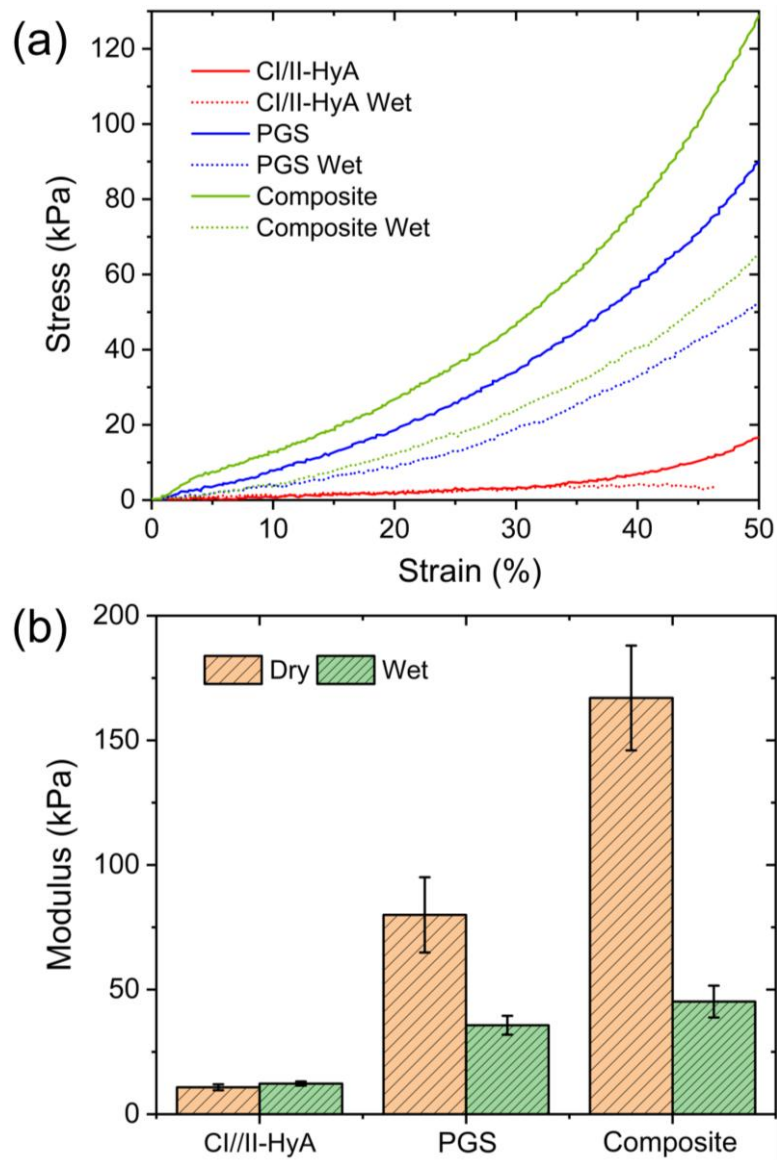 (a)
120
100
80
60
40
20
0
Stress (kPa)
CI/II-HyA
CI/II-HyA Wet
PGS
PGS Wet
Composite
Composite Wet
0 10 20 30 40 50
Strain (%)
(b)
200
150
100
50
0
Modulus (kPa)
Dry Wet
CI//II-HyA PGS Composite